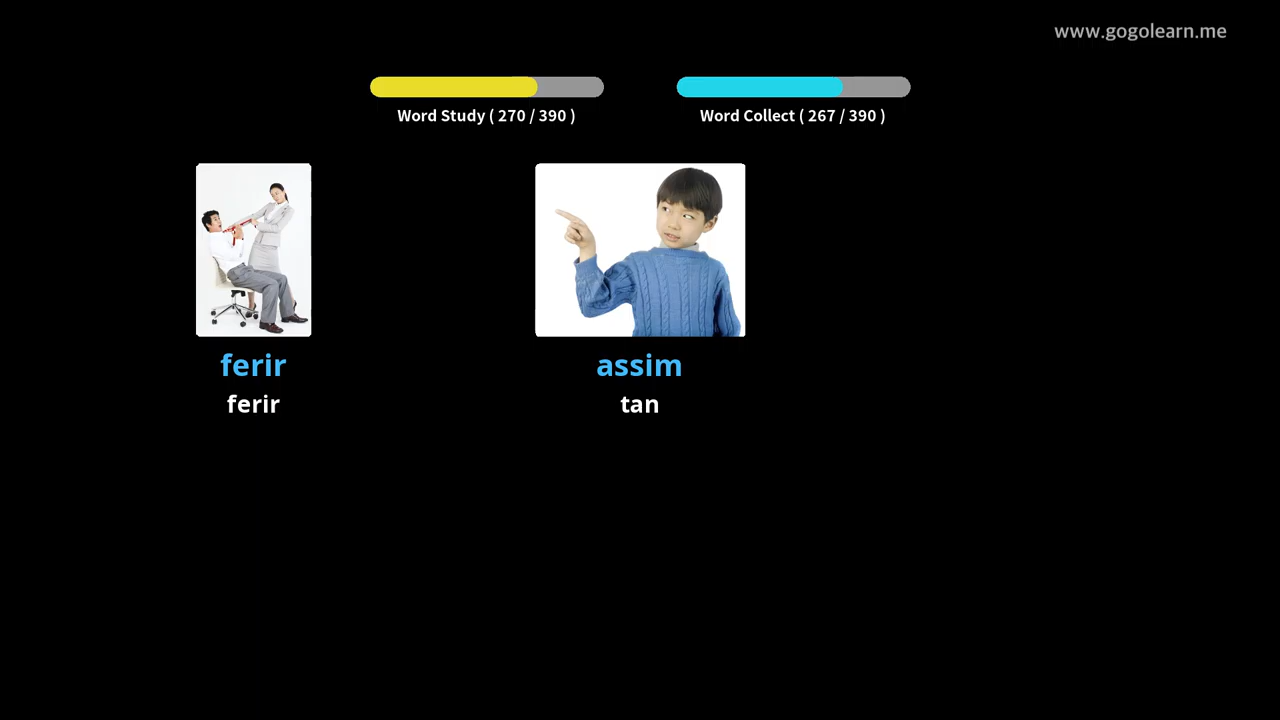 www.gogolearn.me
Word Study ( 270 / 390 )
Word Collect ( 267 / 390 )
ferir
ferir
assim
tan